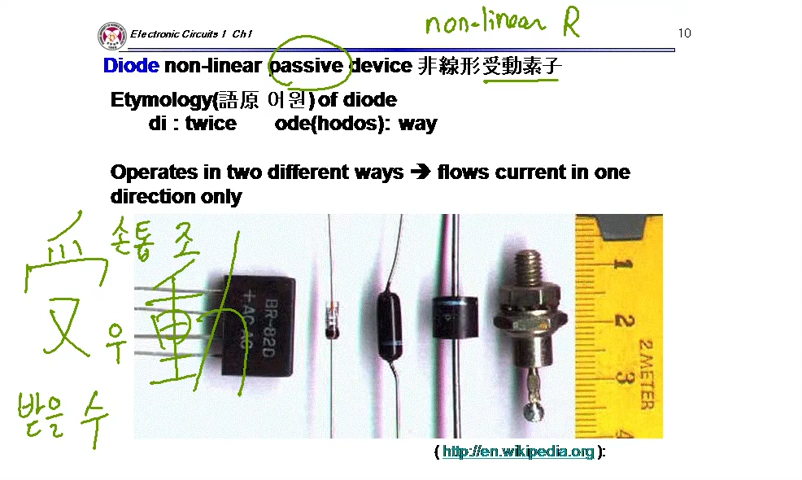 non-linear R
Electronic Circuits 1 Ch1
10
Diode non-linear passive device 非線形受動素子
Etymology(語原 어원) of diode
di : twice ode(hodos): way
Operates in two different ways ➔ flows current in one
direction only
손톱 조
受動
우
받을 수
BR-82D
+AC-AC
1
2
3
4
2 METER
( http://en.wikipedia.org ):